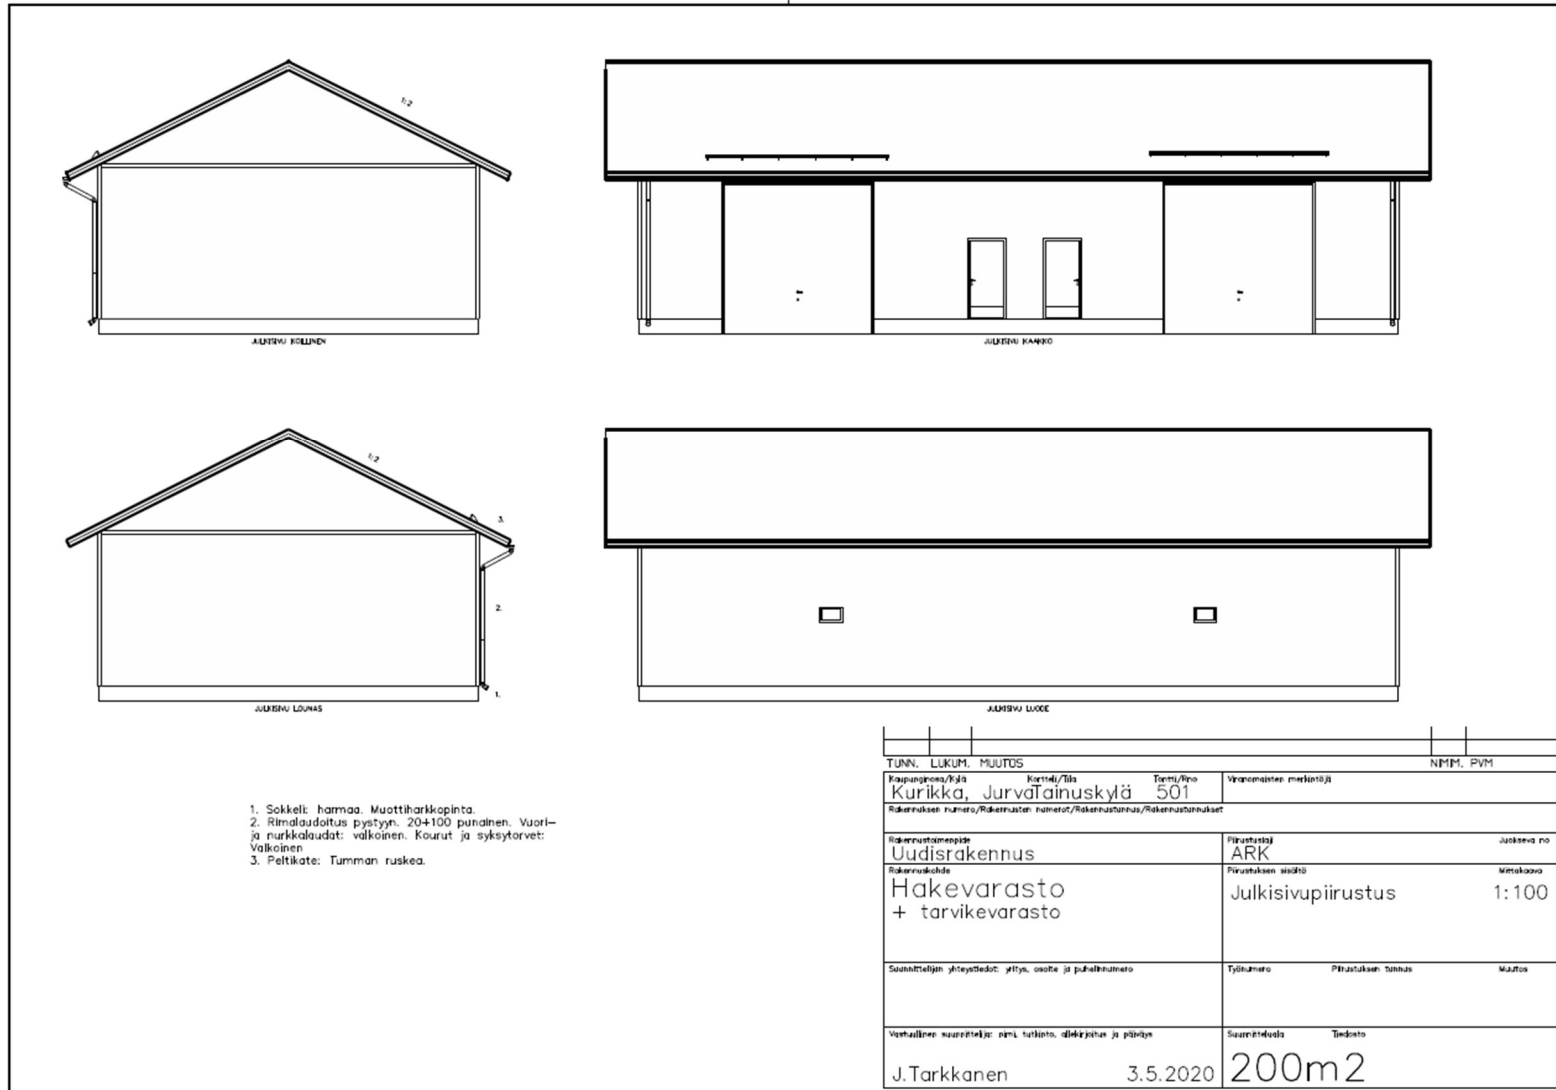 1:2
JULKISIVU KOILLINEN
JULKISIVU KAAKKO
1:2
3.
2.
1.
JULKISIVU LOUNAS
JULKISIVU LUODE
1. Sokkeli: harmaa. Muottiharkkopinta.
2. Rimalaudoitus pystyyn. 20+100 punainen. Vuori-
ja nurkkalaudat: valkoinen. Kourut ja syksytorvet:
Valkoinen
3. Peltikate: Tumman ruskea.
TUNN. LUKUM. MUUTOS NIMIM. PVM
Kaupunginosa/Kylä Kortteli/Tila Tontti/Rno Viranomaisten merkintöjä
Kurikka, Jurva Tainuskylä 501
Rakennuksen numero/Rakennusten numerot/Rakennustunnus/Rakennustunnukset
Rakennustoimenpide Piirustuslaji Juokseva no
Uudisrakennus ARK
Rakennuskohde Piirustuksen sisältö Mittakaava
Hakevarasto Julkisivupiirustus 1:100
+ tarvikevarasto
Suunnittelijan yhteystiedot: yritys, osoite ja puhelinnumero Työnumero Piirustuksen tunnus Muutos
Vastuullinen suunnittelija: nimi, tutkinto, allekirjoitus ja päiväys Suunnitteluala Tiedosto
J.Tarkkanen 3.5.2020 200m2